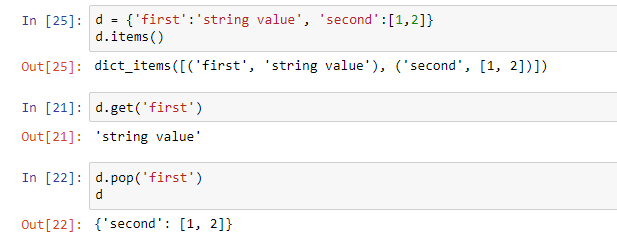 In [25]: d = {'first':'string value', 'second':[1,2]}
d.items()
Out[25]: dict_items([('first', 'string value'), ('second', [1, 2])])
In [21]: d.get('first')
Out[21]: 'string value'
In [22]: d.pop('first')
d
Out[22]: {'second': [1, 2]}